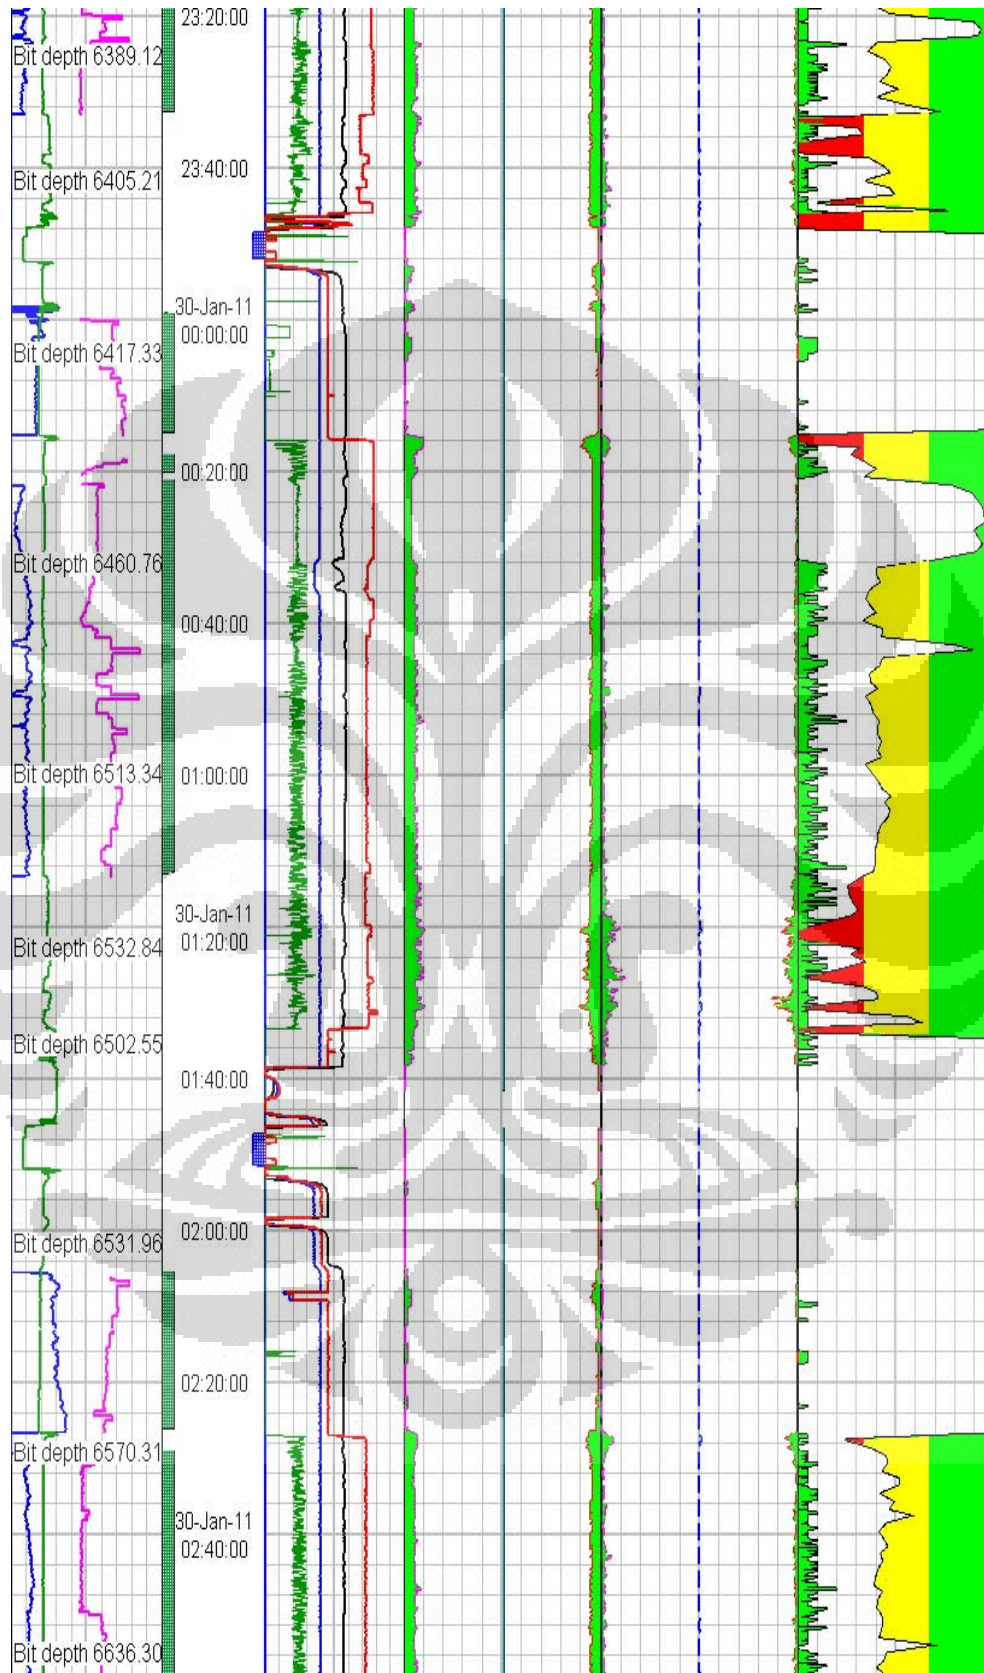 23:20:00
Bit depth 6389.12
23:40:00
Bit depth 6405.21
30-Jan-11
00:00:00
Bit depth 6417.33
00:20:00
Bit depth 6460.76
00:40:00
Bit depth 6513.34
01:00:00
30-Jan-11
01:20:00
Bit depth 6532.84
Bit depth 6502.55
01:40:00
02:00:00
Bit depth 6531.96
02:20:00
Bit depth 6570.31
30-Jan-11
02:40:00
Bit depth 6636.30